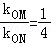 k_OM/k_ON = 1/4